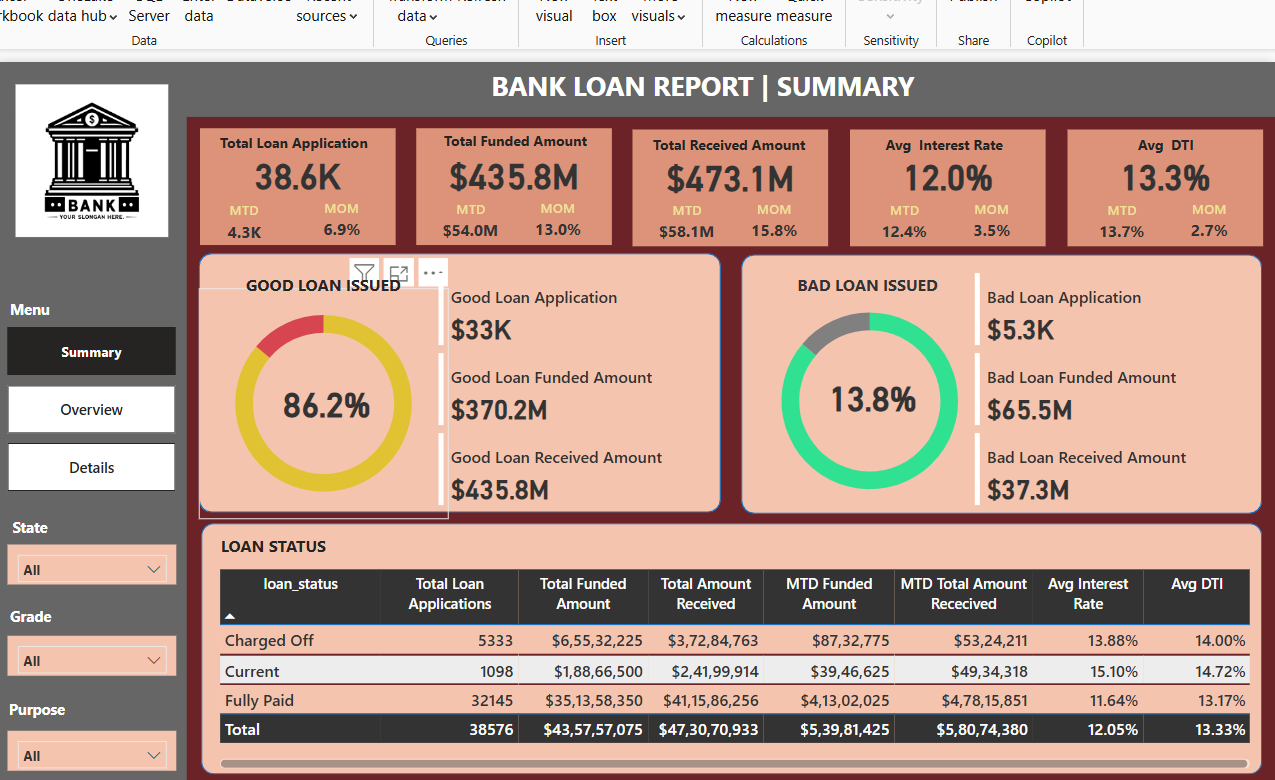 rkbook data hub Server data sources data visual box visuals measure measure
Data Queries Insert Calculations Sensitivity Share Copilot
BANK LOAN REPORT | SUMMARY
$
BANK
YOUR SLONGAN HERE.
Total Loan Application
38.6K
MTD MOM
4.3K 6.9%
Total Funded Amount
$435.8M
MTD MOM
$54.0M 13.0%
Total Received Amount
$473.1M
MTD MOM
$58.1M 15.8%
Avg Interest Rate
12.0%
MTD MOM
12.4% 3.5%
Avg DTI
13.3%
MTD MOM
13.7% 2.7%
Menu
Summary
Overview
Details
State
All
Grade
All
Purpose
All
GOOD LOAN ISSUED
86.2%
Good Loan Application
$33K
Good Loan Funded Amount
$370.2M
Good Loan Received Amount
$435.8M
BAD LOAN ISSUED
13.8%
Bad Loan Application
$5.3K
Bad Loan Funded Amount
$65.5M
Bad Loan Received Amount
$37.3M
LOAN STATUS
loan_status Total Loan Applications Total Funded Amount Total Amount Received MTD Funded Amount MTD Total Amount Rececived Avg Interest Rate Avg DTI
Charged Off 5333 $6,55,32,225 $3,72,84,763 $87,32,775 $53,24,211 13.88% 14.00%
Current 1098 $1,88,66,500 $2,41,99,914 $39,46,625 $49,34,318 15.10% 14.72%
Fully Paid 32145 $35,13,58,350 $41,15,86,256 $4,13,02,025 $4,78,15,851 11.64% 13.17%
Total 38576 $43,57,57,075 $47,30,70,933 $5,39,81,425 $5,80,74,380 12.05% 13.33%